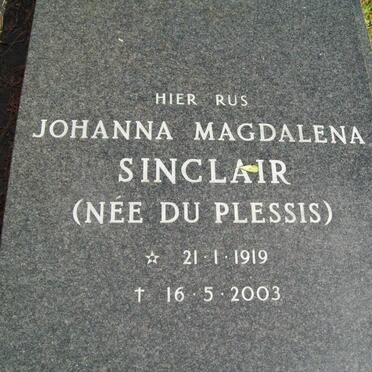 HIER RUS
JOHANNA MAGDALENA
SINCLAIR
(NÉE DU PLESSIS)
☆ 21·1·1919
† 16·5·2003